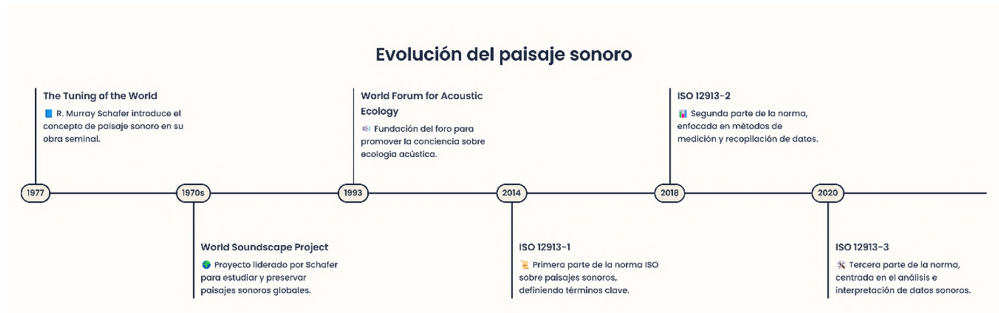 Evolución del paisaje sonoro
The Tuning of the World
📘 R. Murray Schafer introduce el
concepto de paisaje sonoro en su
obra seminal.
World Forum for Acoustic
Ecology
📢 Fundación del foro para
promover la conciencia sobre
ecología acústica.
ISO 12913-2
📊 Segunda parte de la norma,
enfocada en métodos de
medición y recopilación de datos.
1977
1970s
1993
2014
2018
2020
World Soundscape Project
🌍 Proyecto liderado por Schafer
para estudiar y preservar
paisajes sonoros globales.
ISO 12913-1
📜 Primera parte de la norma ISO
sobre paisajes sonoros,
definiendo términos clave.
ISO 12913-3
🛠️ Tercera parte de la norma,
centrada en el análisis e
interpretación de datos sonoros.